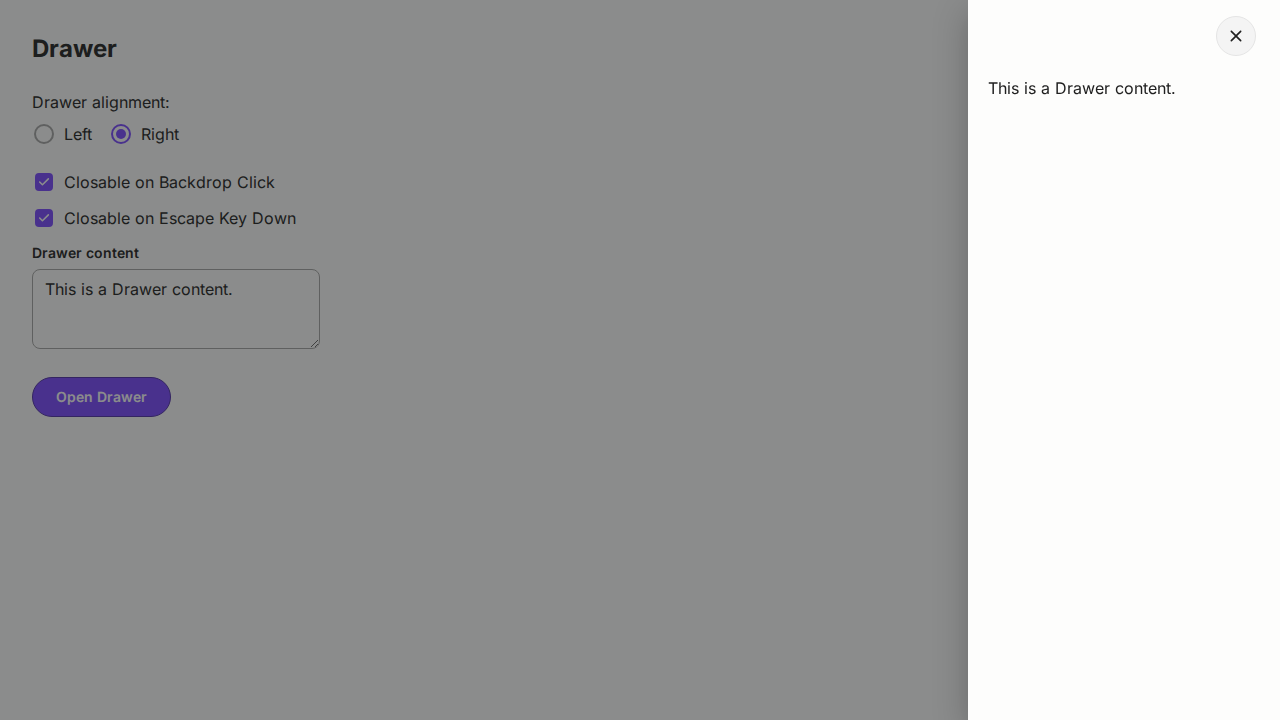 Drawer
Drawer alignment:
Left
Right
Closable on Backdrop Click
Closable on Escape Key Down
Drawer content
This is a Drawer content.
Open Drawer
This is a Drawer content.